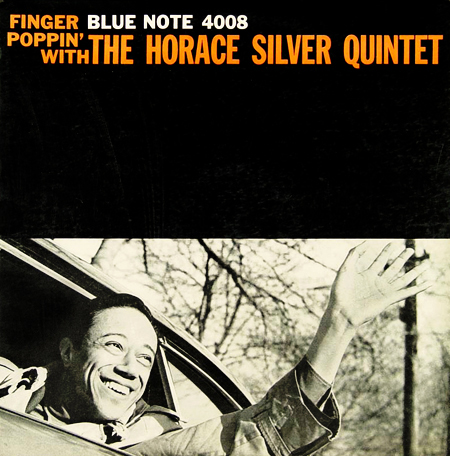 FINGER BLUE NOTE 4008
POPPIN'
WITH THE HORACE SILVER QUINTET